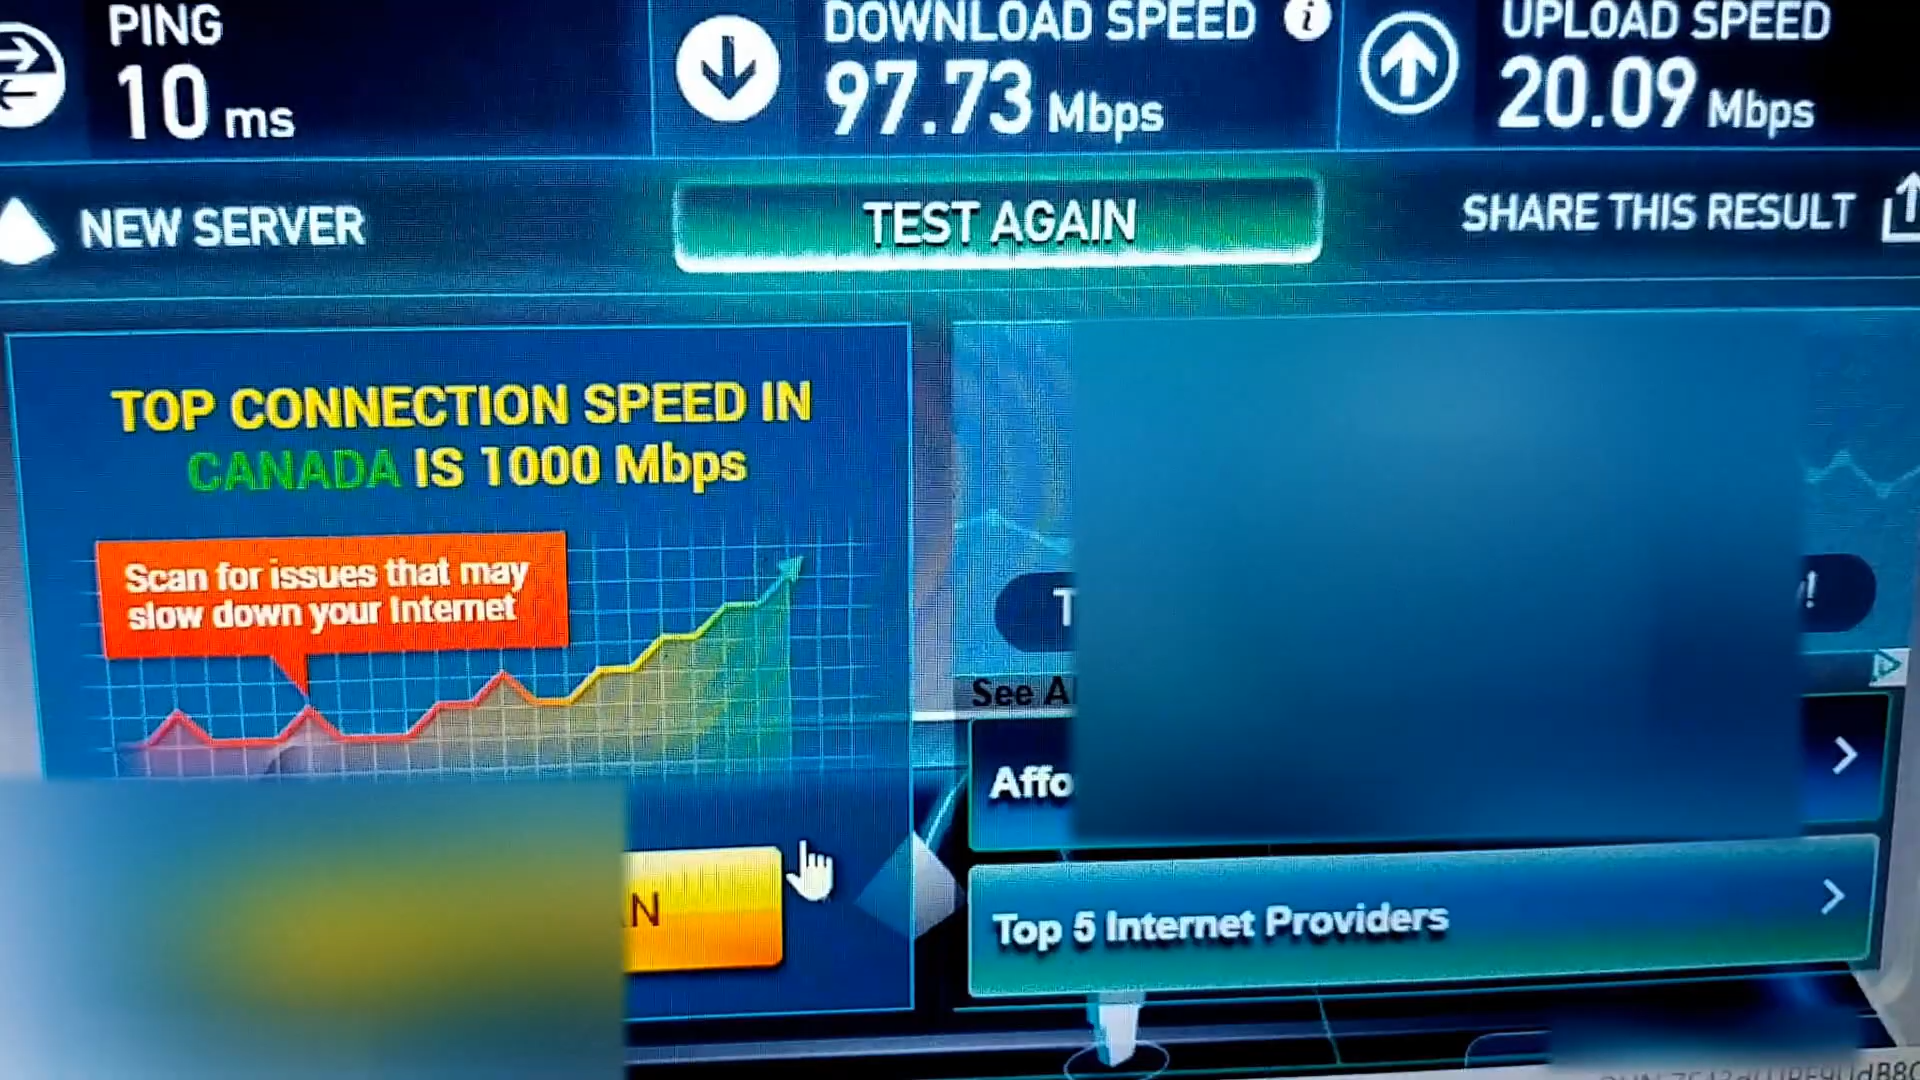 PING
10 ms
DOWNLOAD SPEED
97.73 Mbps
UPLOAD SPEED
20.09 Mbps
NEW SERVER
TEST AGAIN
SHARE THIS RESULT
TOP CONNECTION SPEED IN
CANADA IS 1000 Mbps
Scan for issues that may
slow down your Internet
See A
Affo
Top 5 Internet Providers